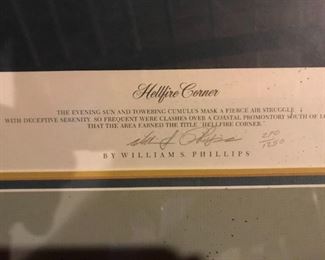 Hellfire Corner
THE EVENING SUN AND TOWERING CUMULUS MASK A FIERCE AIR STRUGGLE
WITH DECEPTIVE SERENITY. SO FREQUENT WERE CLASHES OVER A COASTAL PROMONTORY SOUTH OF
THAT THE AREA EARNED THE TITLE "HELLFIRE CORNER."
BY WILLIAM S. PHILLIPS
1250